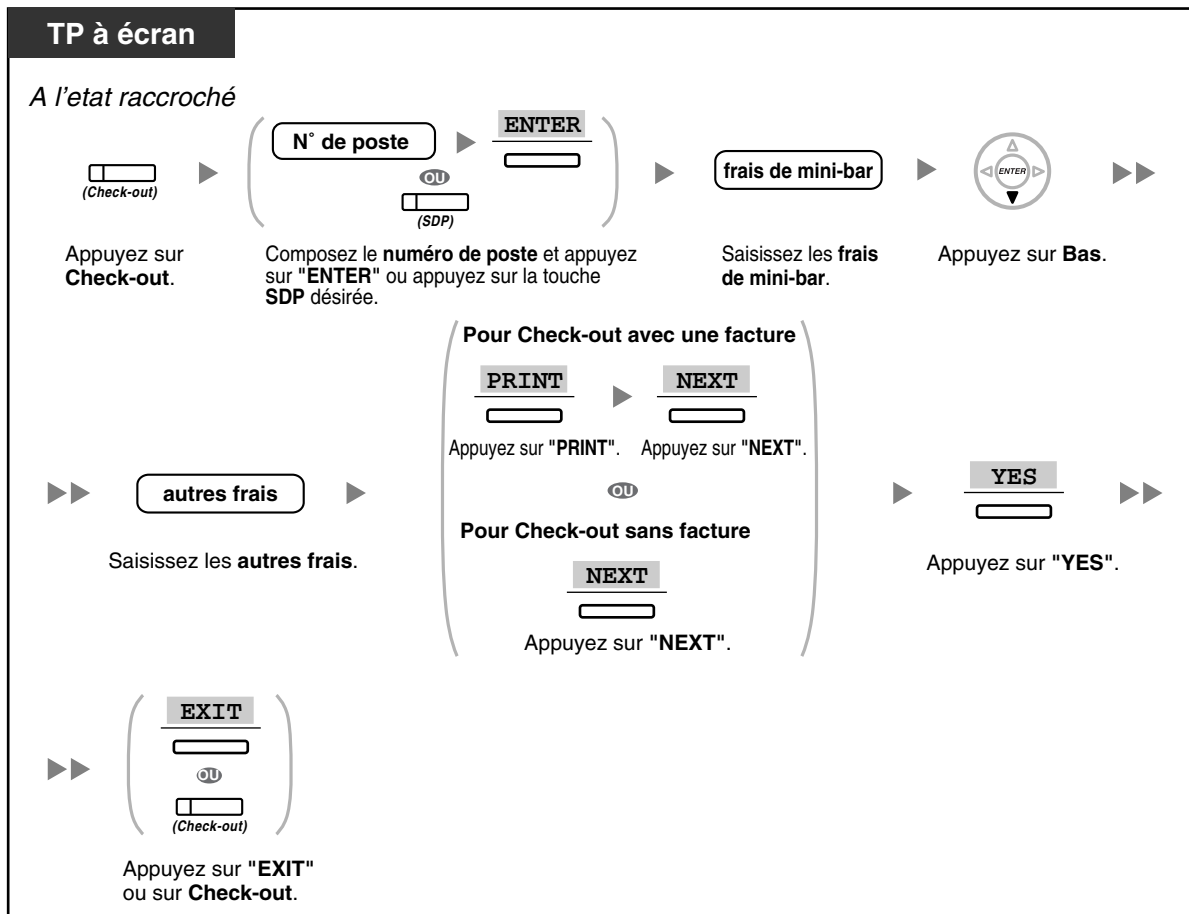 TP à écran
A l'etat raccroché
N° de poste
ENTER
OU
(Check-out)
(SDP)
frais de mini-bar
ENTER
Appuyez sur
Check-out.
Composez le numéro de poste et appuyez
sur "ENTER" ou appuyez sur la touche
SDP désirée.
Saisissez les frais
de mini-bar.
Appuyez sur Bas.
Pour Check-out avec une facture
PRINT
NEXT
Appuyez sur "PRINT".
Appuyez sur "NEXT".
OU
Pour Check-out sans facture
NEXT
Appuyez sur "NEXT".
autres frais
Saisissez les autres frais.
YES
Appuyez sur "YES".
EXIT
OU
(Check-out)
Appuyez sur "EXIT"
ou sur Check-out.